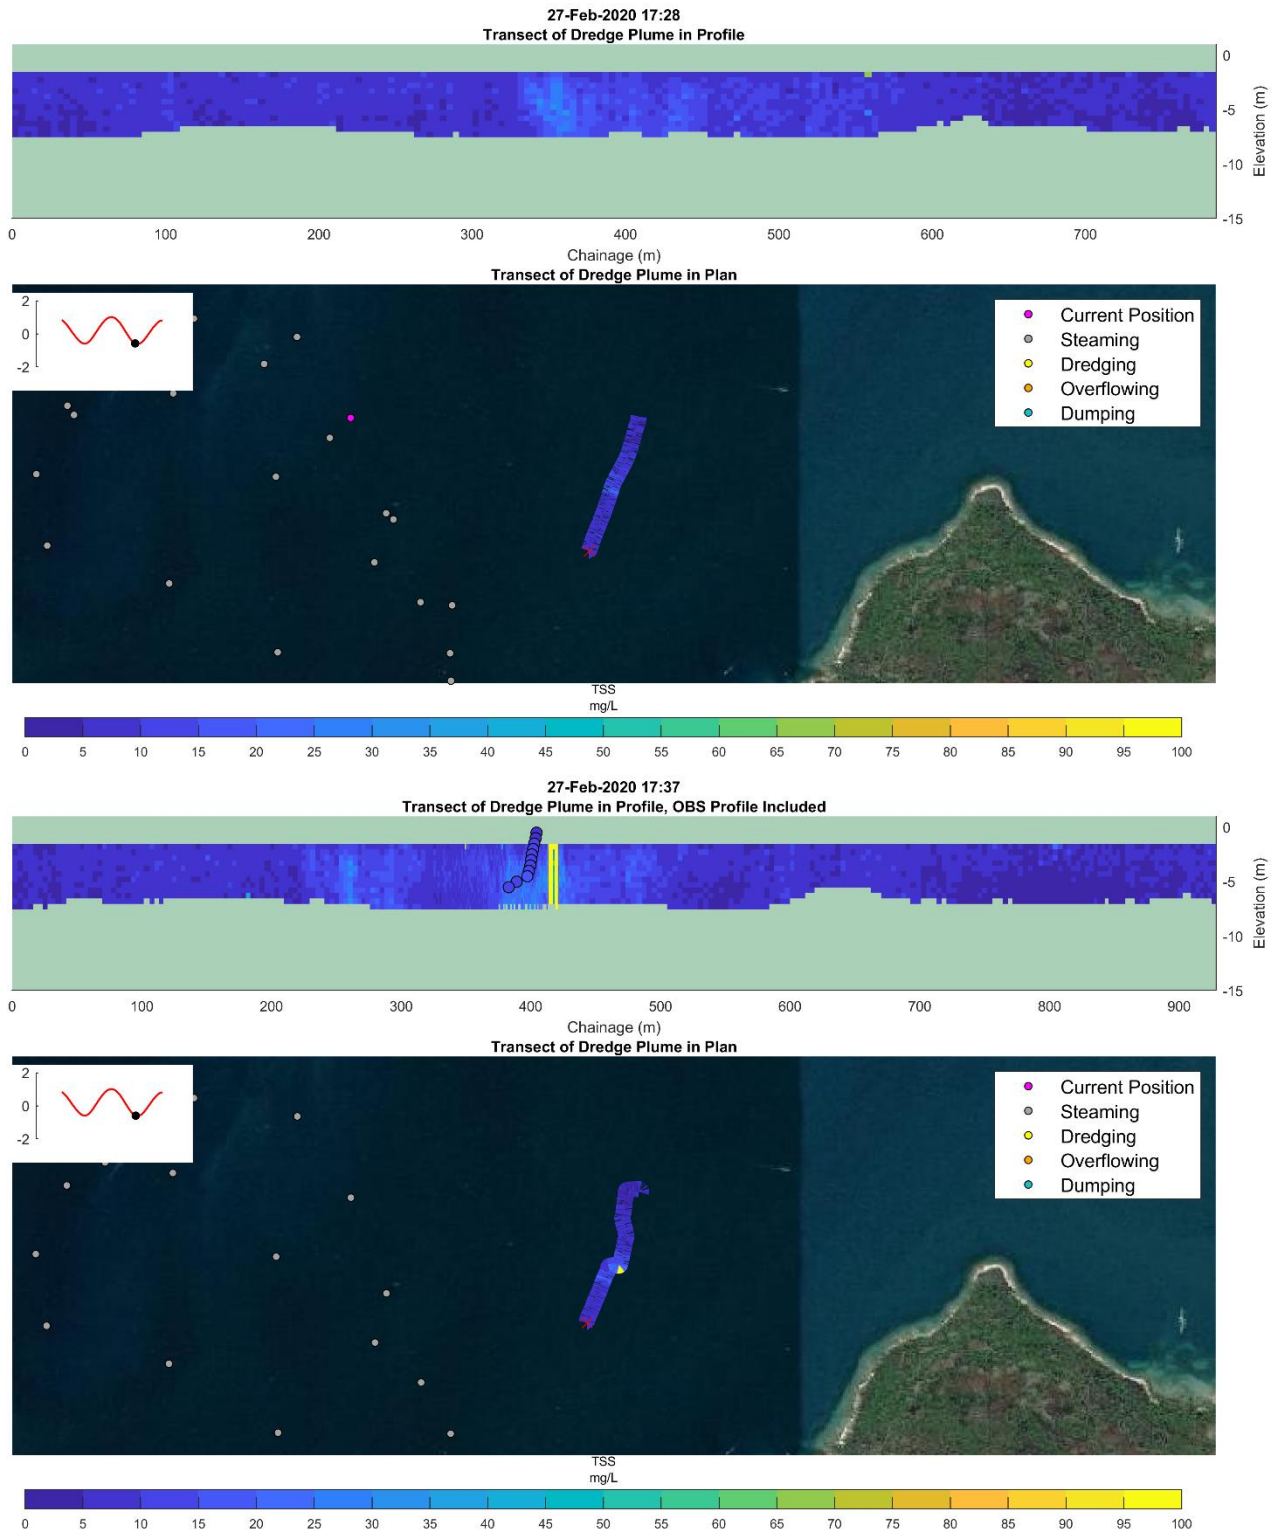 27-Feb-2020 17:28
Transect of Dredge Plume in Profile
0
-5
-10
-15
Elevation (m)
0 100 200 300 400 500 600 700
Chainage (m)
Transect of Dredge Plume in Plan
2
0
-2
Current Position
Steaming
Dredging
Overflowing
Dumping
TSS
mg/L
0 5 10 15 20 25 30 35 40 45 50 55 60 65 70 75 80 85 90 95 100
27-Feb-2020 17:37
Transect of Dredge Plume in Profile, OBS Profile Included
0
-5
-10
-15
Elevation (m)
0 100 200 300 400 500 600 700 800 900
Chainage (m)
Transect of Dredge Plume in Plan
2
0
-2
Current Position
Steaming
Dredging
Overflowing
Dumping
TSS
mg/L
0 5 10 15 20 25 30 35 40 45 50 55 60 65 70 75 80 85 90 95 100